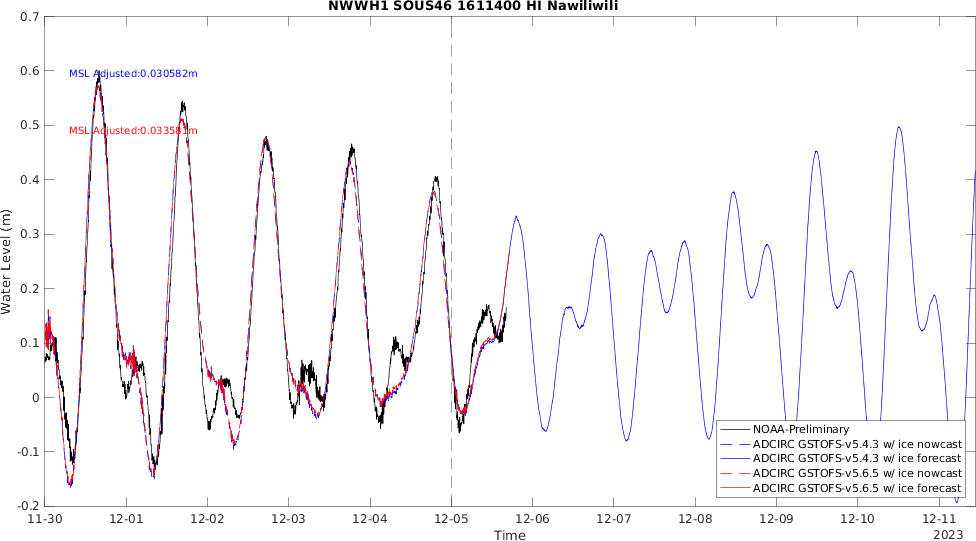 NWWH1 SOUS46 1611400 HI Nawiliwili
Water Level (m)
0.7
0.6
0.5
0.4
0.3
0.2
0.1
0
-0.1
-0.2
MSL Adjusted:0.030582m
MSL Adjusted:0.033581m
NOAA-Preliminary
ADCIRC GSTOFS-v5.4.3 w/ ice nowcast
ADCIRC GSTOFS-v5.4.3 w/ ice forecast
ADCIRC GSTOFS-v5.6.5 w/ ice nowcast
ADCIRC GSTOFS-v5.6.5 w/ ice forecast
11-30 12-01 12-02 12-03 12-04 12-05 12-06 12-07 12-08 12-09 12-10 12-11
Time
2023